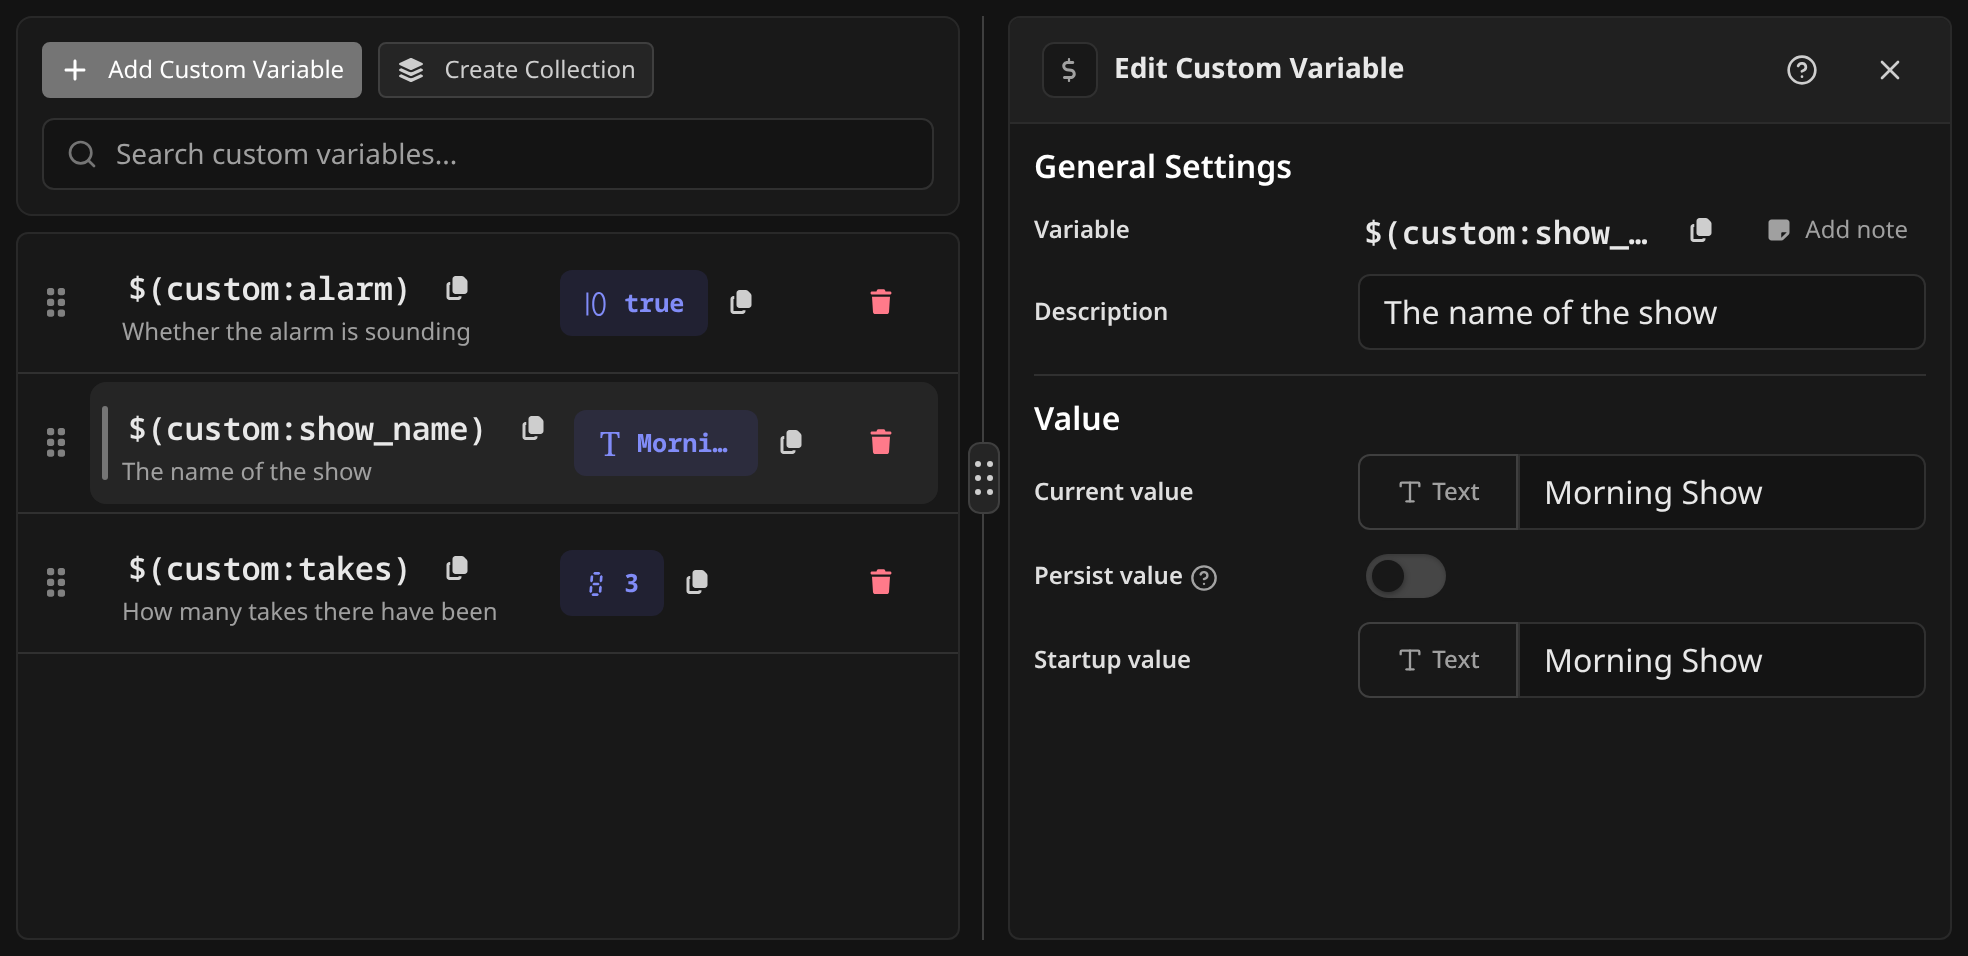 Add Custom Variable
Create Collection
Search custom variables...
$(custom:alarm)
Whether the alarm is sounding
true
$(custom:show_name)
The name of the show
T Morni…
$(custom:takes)
How many takes there have been
3
$ Edit Custom Variable
General Settings
Variable
$(custom:show_…
Add note
Description
The name of the show
Value
Current value
Text
Morning Show
Persist value
Startup value
Text
Morning Show